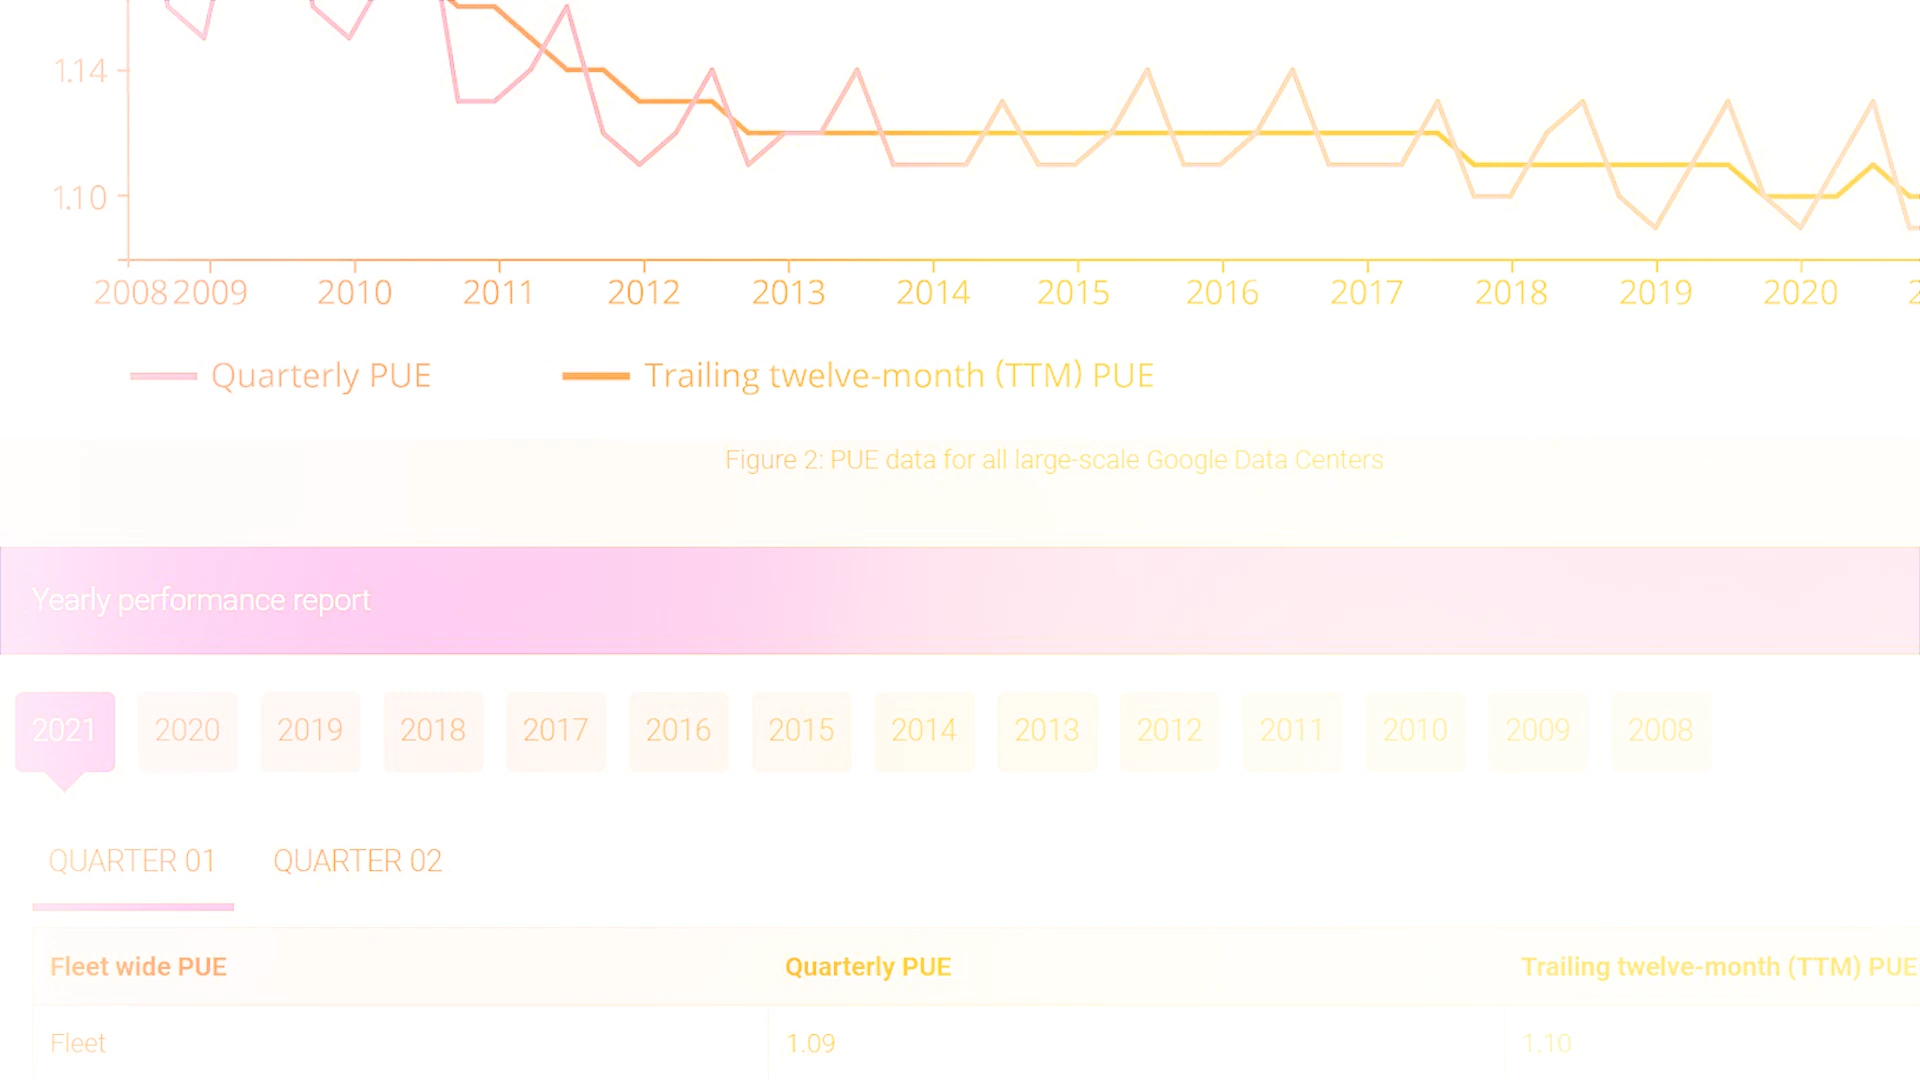 1.14
1.10
2008 2009 2010 2011 2012 2013 2014 2015 2016 2017 2018 2019 2020
Quarterly PUE Trailing twelve-month (TTM) PUE
Figure 2: PUE data for all large-scale Google Data Centers
Yearly performance report
2021 2020 2019 2018 2017 2016 2015 2014 2013 2012 2011 2010 2009 2008
QUARTER 01 QUARTER 02
Fleet wide PUE Quarterly PUE Trailing twelve-month (TTM) PUE
Fleet 1.09 1.10